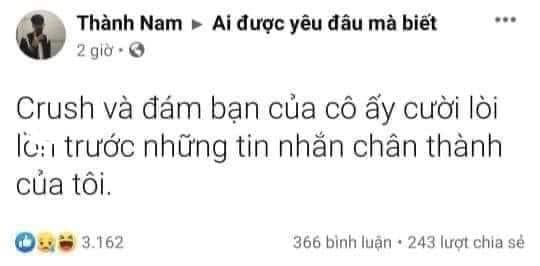 Thành Nam ▸ Ai được yêu đâu mà biết
2 giờ ·
Crush và đám bạn của cô ấy cười lòi
trước những tin nhắn chân thành
của tôi.
3.162
366 bình luận • 243 lượt chia sẻ